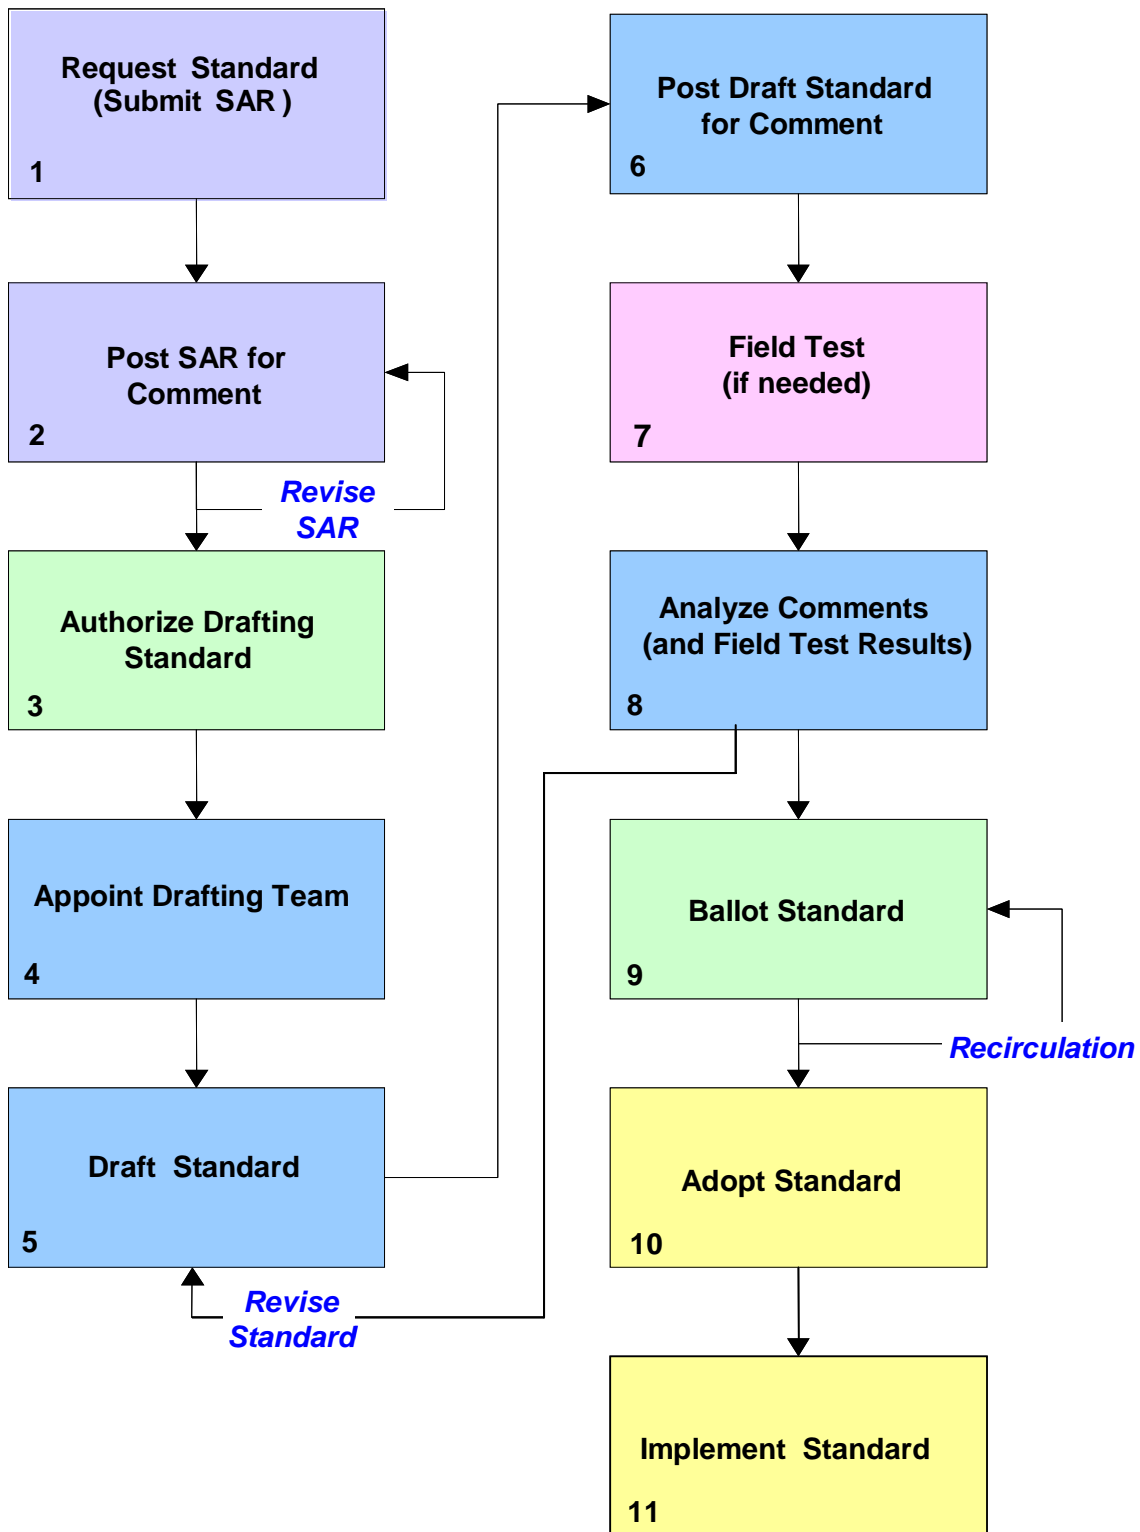 Request Standard
(Submit SAR )
1
Post SAR for
Comment
2
Revise
SAR
Authorize Drafting
Standard
3
Appoint Drafting Team
4
Draft Standard
5
Revise
Standard
Post Draft Standard
for Comment
6
Field Test
(if needed)
7
Analyze Comments
(and Field Test Results)
8
Ballot Standard
9
Recirculation
Adopt Standard
10
Implement Standard
11